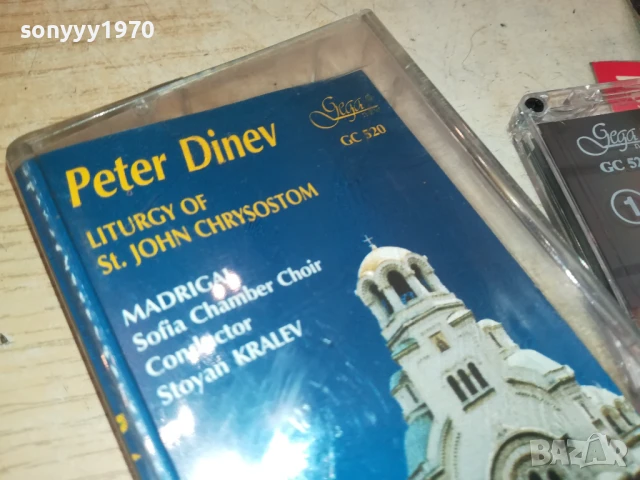 sonyyy1970
Gega
GC 520
Peter Dinev
LITURGY OF
St. JOHN CHRYSOSTOM
MADRIGAL
Sofia Chamber Choir
Conductor
Stoyan KRALEV
Gega
GC 52
1
BAZAR